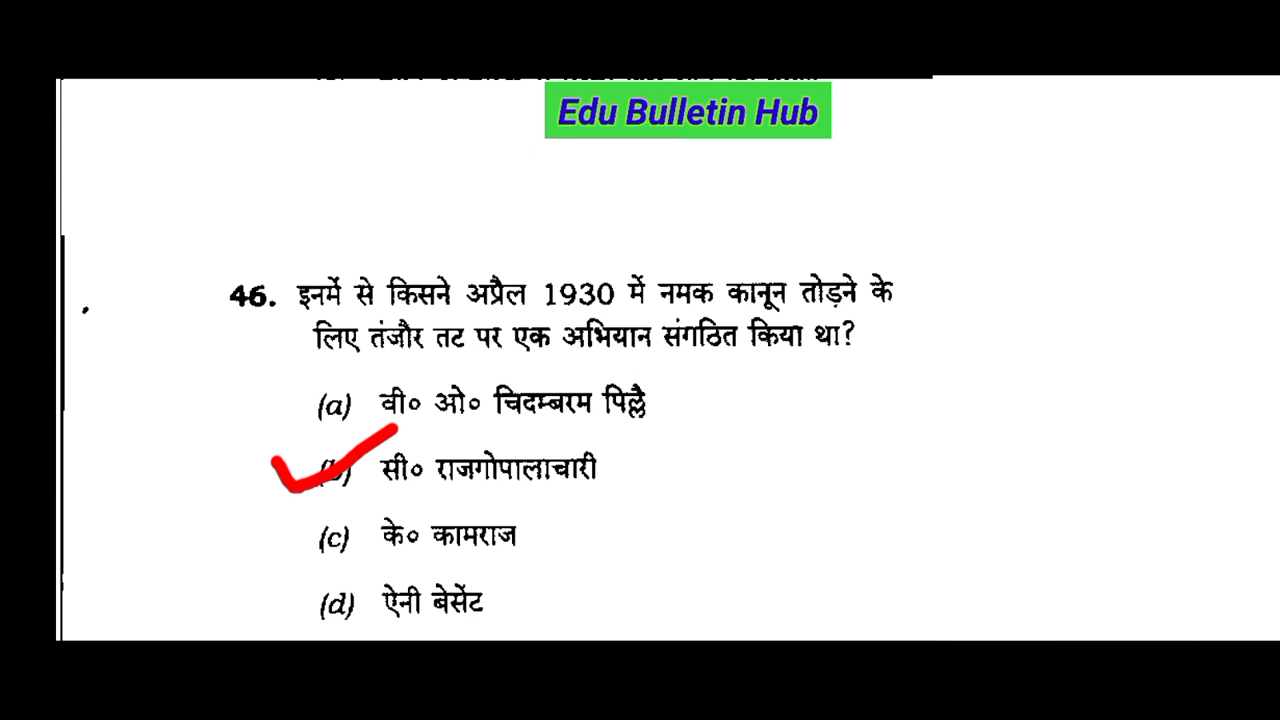 Edu Bulletin Hub
46. इनमें से किसने अप्रैल 1930 में नमक कानून तोड़ने के
लिए तंजौर तट पर एक अभियान संगठित किया था?
(a) वी० ओ० चिदम्बरम पिल्लै
(b) सी० राजगोपालाचारी
(c) के० कामराज
(d) ऐनी बेसेंट